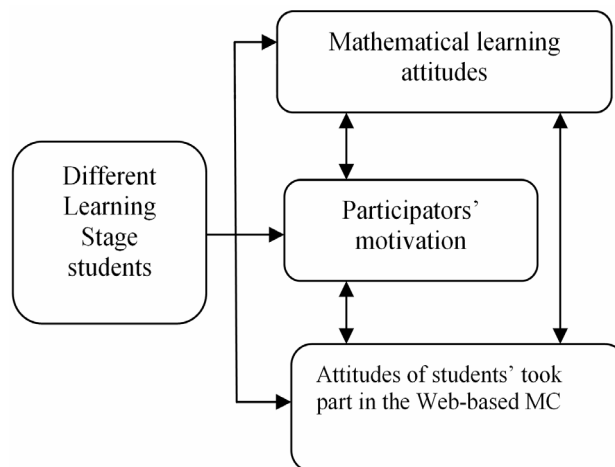 Mathematical learning
attitudes
Different
Learning
Stage
students
Participators’
motivation
Attitudes of students’ took
part in the Web-based MC